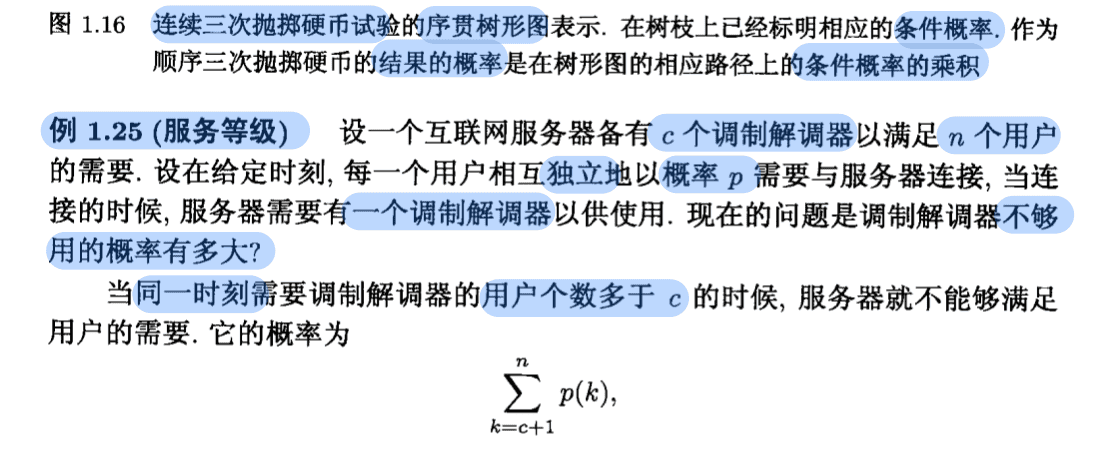 图 1.16 连续三次抛掷硬币试验的序贯树形图表示. 在树枝上已经标明相应的条件概率. 作为
顺序三次抛掷硬币的结果的概率是在树形图的相应路径上的条件概率的乘积
例 1.25 (服务等级) 设一个互联网服务器备有 c 个调制解调器以满足 n 个用户
的需要. 设在给定时刻, 每一个用户相互独立地以概率 p 需要与服务器连接, 当连
接的时候, 服务器需要有一个调制解调器以供使用. 现在的问题是调制解调器不够
用的概率有多大?
当同一时刻需要调制解调器的用户个数多于 c 的时候, 服务器就不能够满足
用户的需要. 它的概率为
n
∑ p(k),
k=c+1